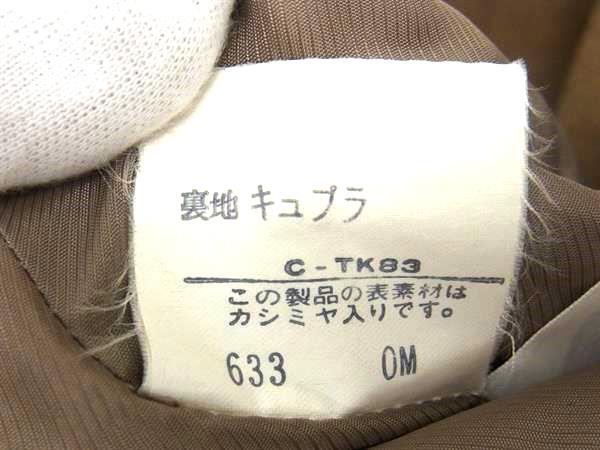 裏地 キュプラ
C-TK83
この製品の表素材は
カシミヤ入りです。
633 OM